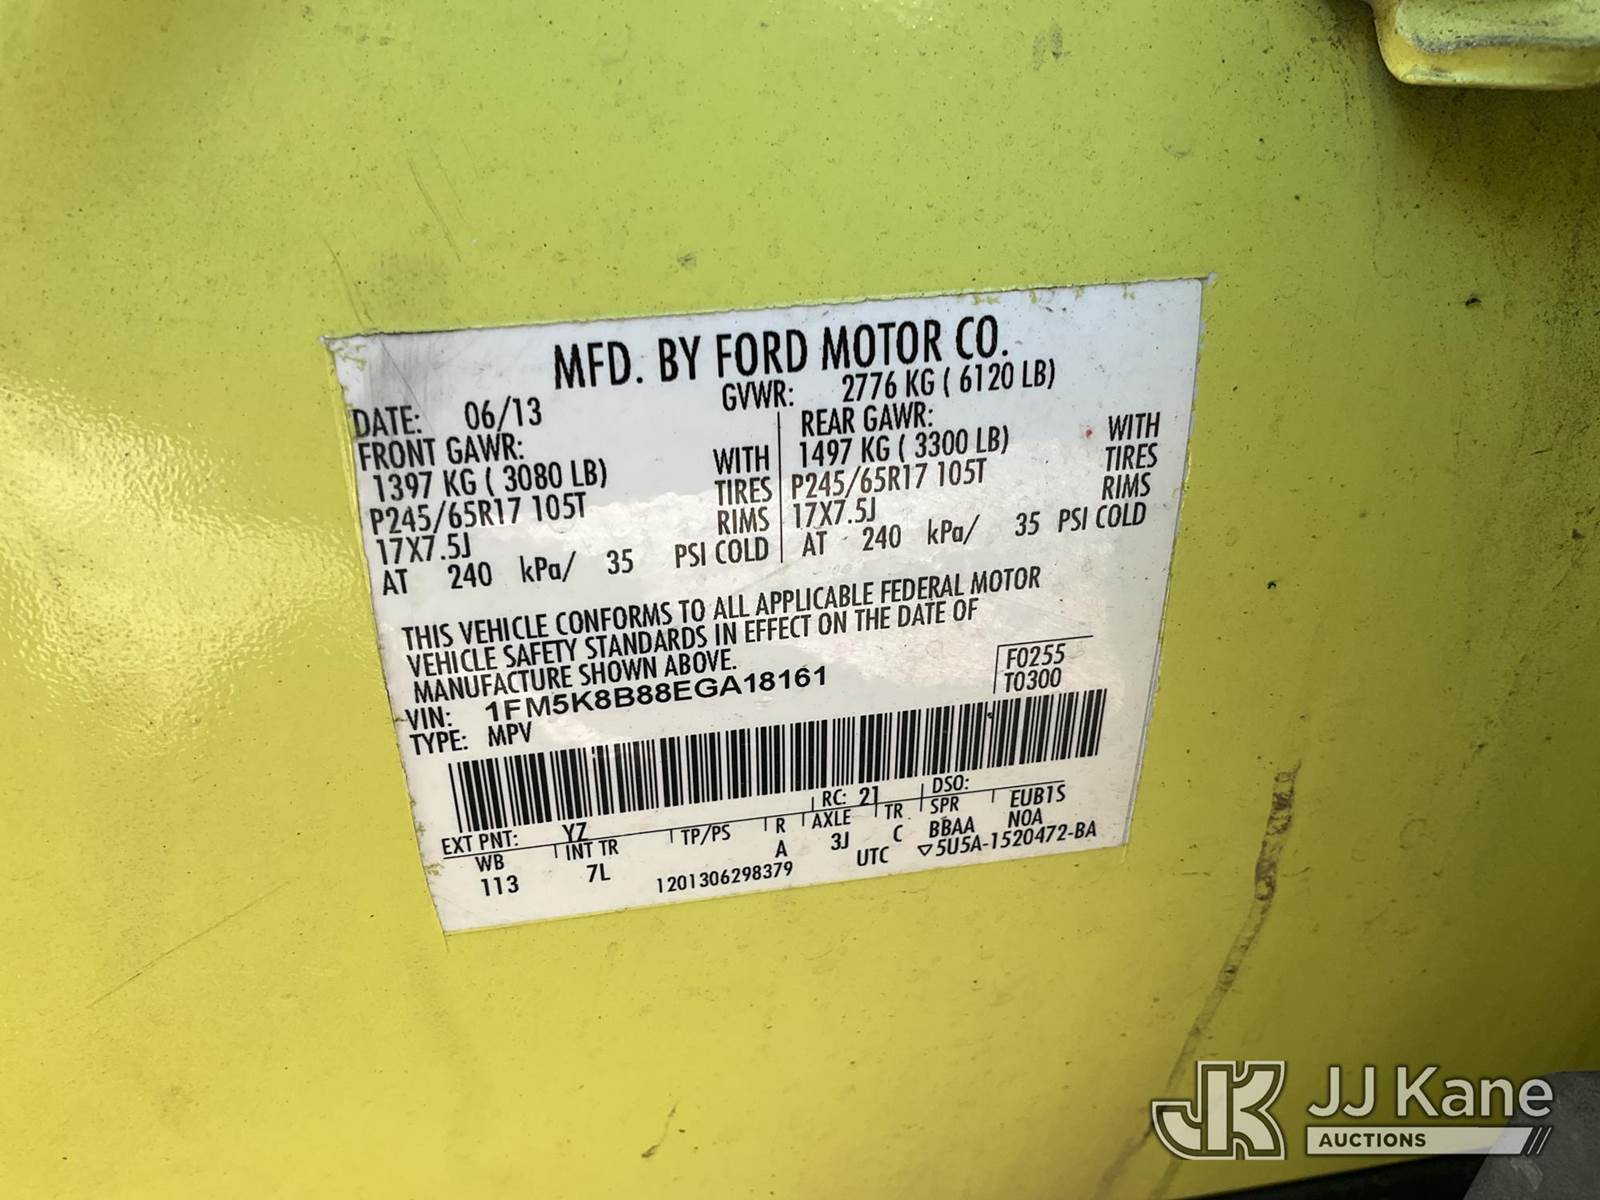 MFD. BY FORD MOTOR CO.
DATE: 06/13 GVWR: 2776 KG ( 6120 LB)
FRONT GAWR: REAR GAWR:
1397 KG ( 3080 LB) WITH 1497 KG ( 3300 LB) WITH
P245/65R17 105T TIRES P245/65R17 105T TIRES
17X7.5J RIMS 17X7.5J RIMS
AT 240 kPa/ 35 PSI COLD AT 240 kPa/ 35 PSI COLD
THIS VEHICLE CONFORMS TO ALL APPLICABLE FEDERAL MOTOR
VEHICLE SAFETY STANDARDS IN EFFECT ON THE DATE OF
MANUFACTURE SHOWN ABOVE.
VIN: 1FM5K8B88EGA18161 F0255
TYPE: MPV T0300
EXT PNT: YZ RC: 21 DSO:
WB INT TR TP/PS R AXLE TR SPR EUB1S
113 7L A 3J C BBAA N0A
1201306298379 UTC ▽5U5A-1520472-BA
JK JJ Kane
AUCTIONS